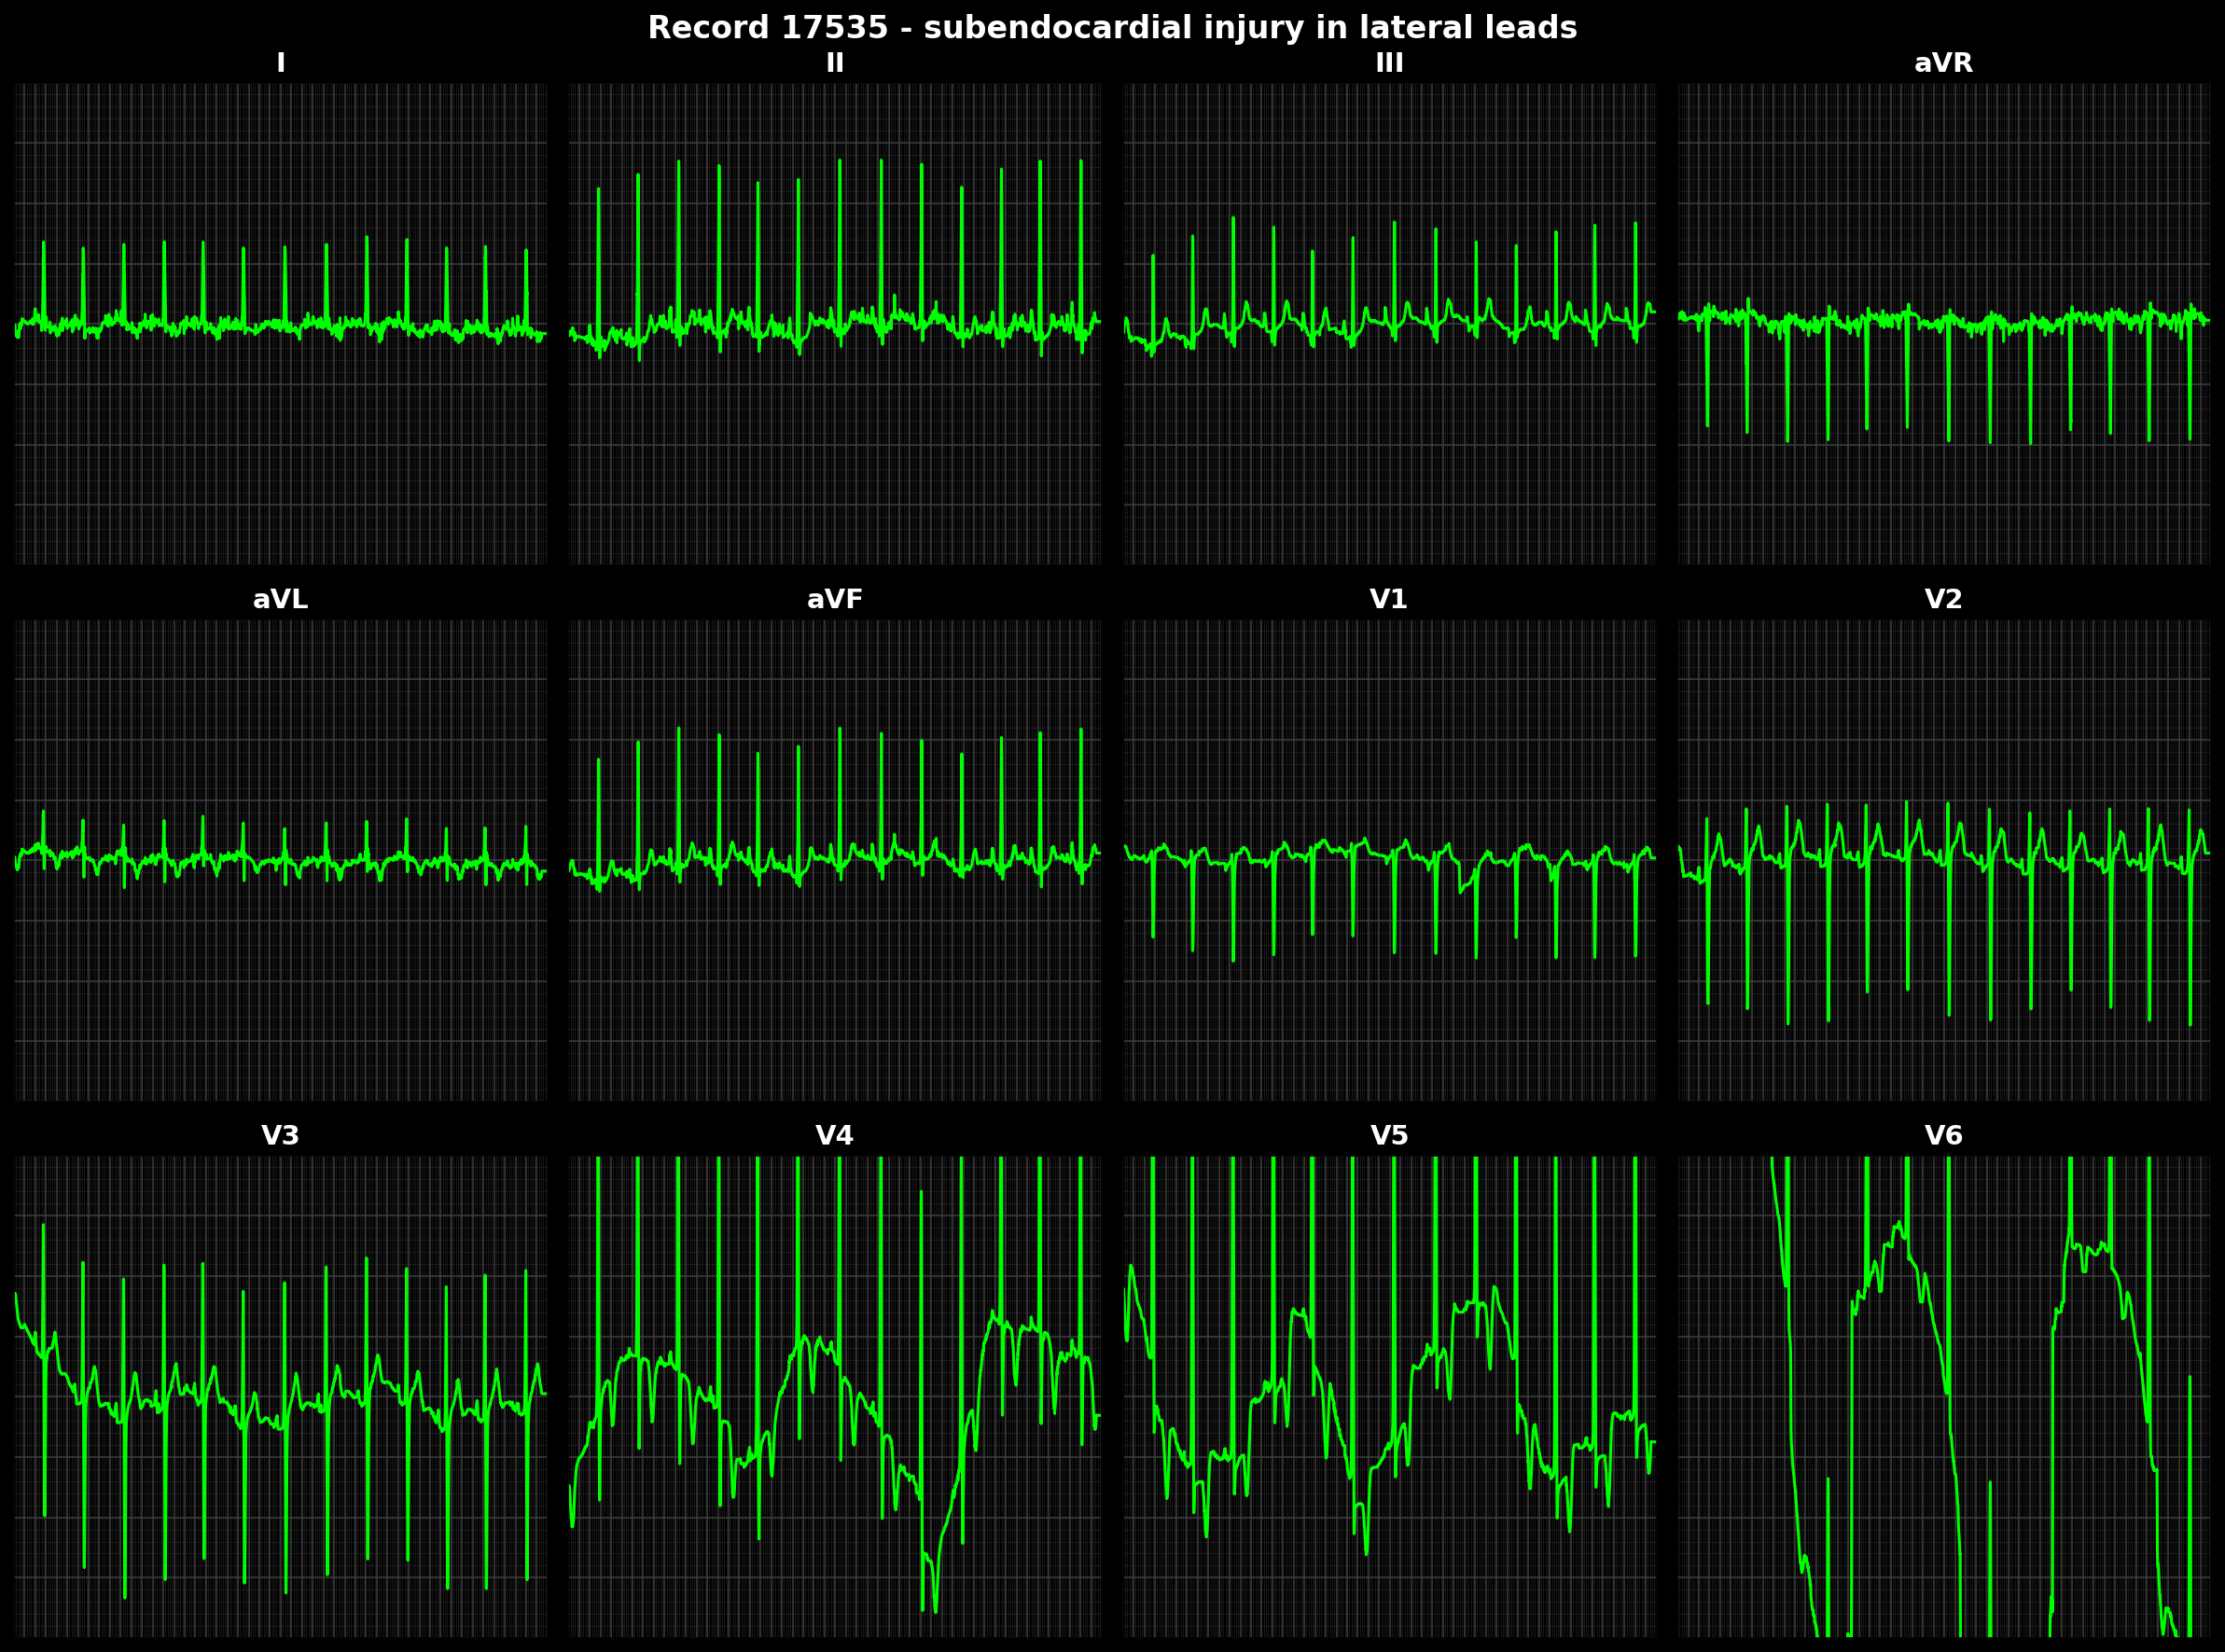 Record 17535 - subendocardial injury in lateral leads
I II III aVR
aVL aVF V1 V2
V3 V4 V5 V6